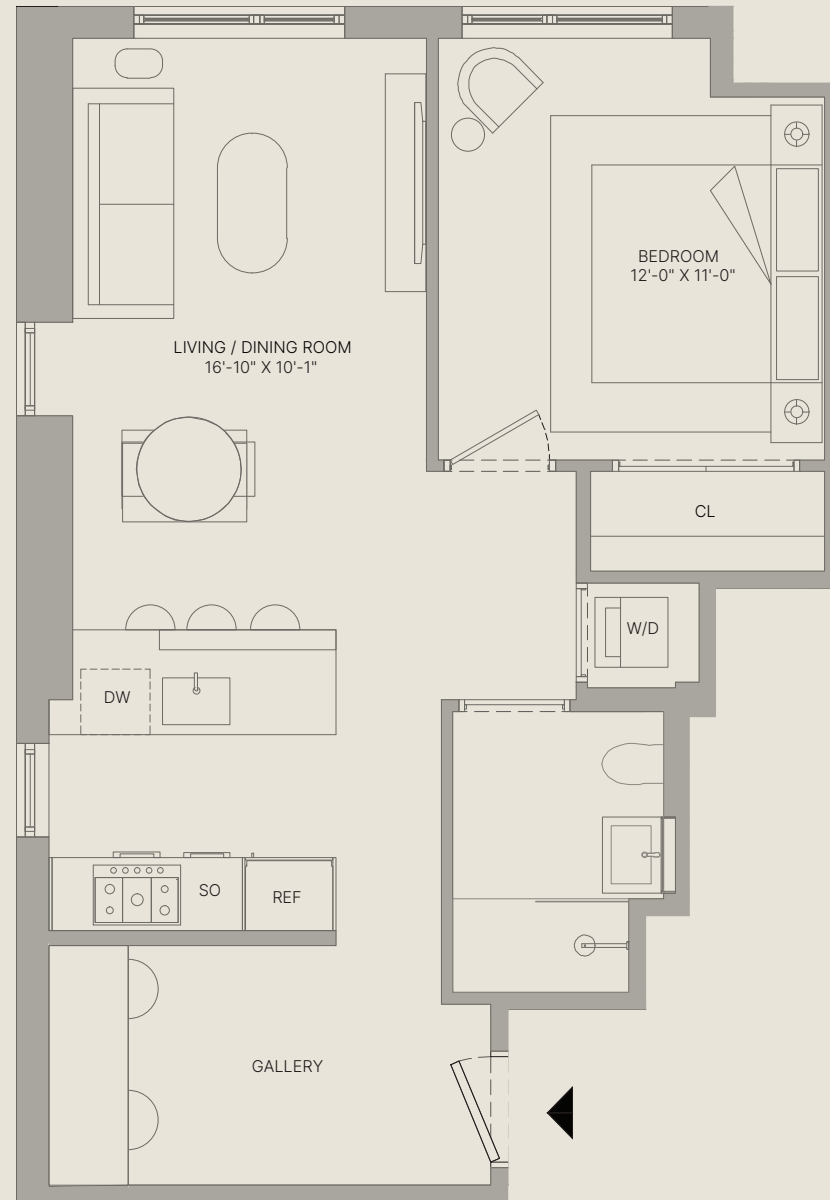 BEDROOM
12'-0" X 11'-0"
LIVING / DINING ROOM
16'-10" X 10'-1"
CL
W/D
DW
SO
REF
GALLERY